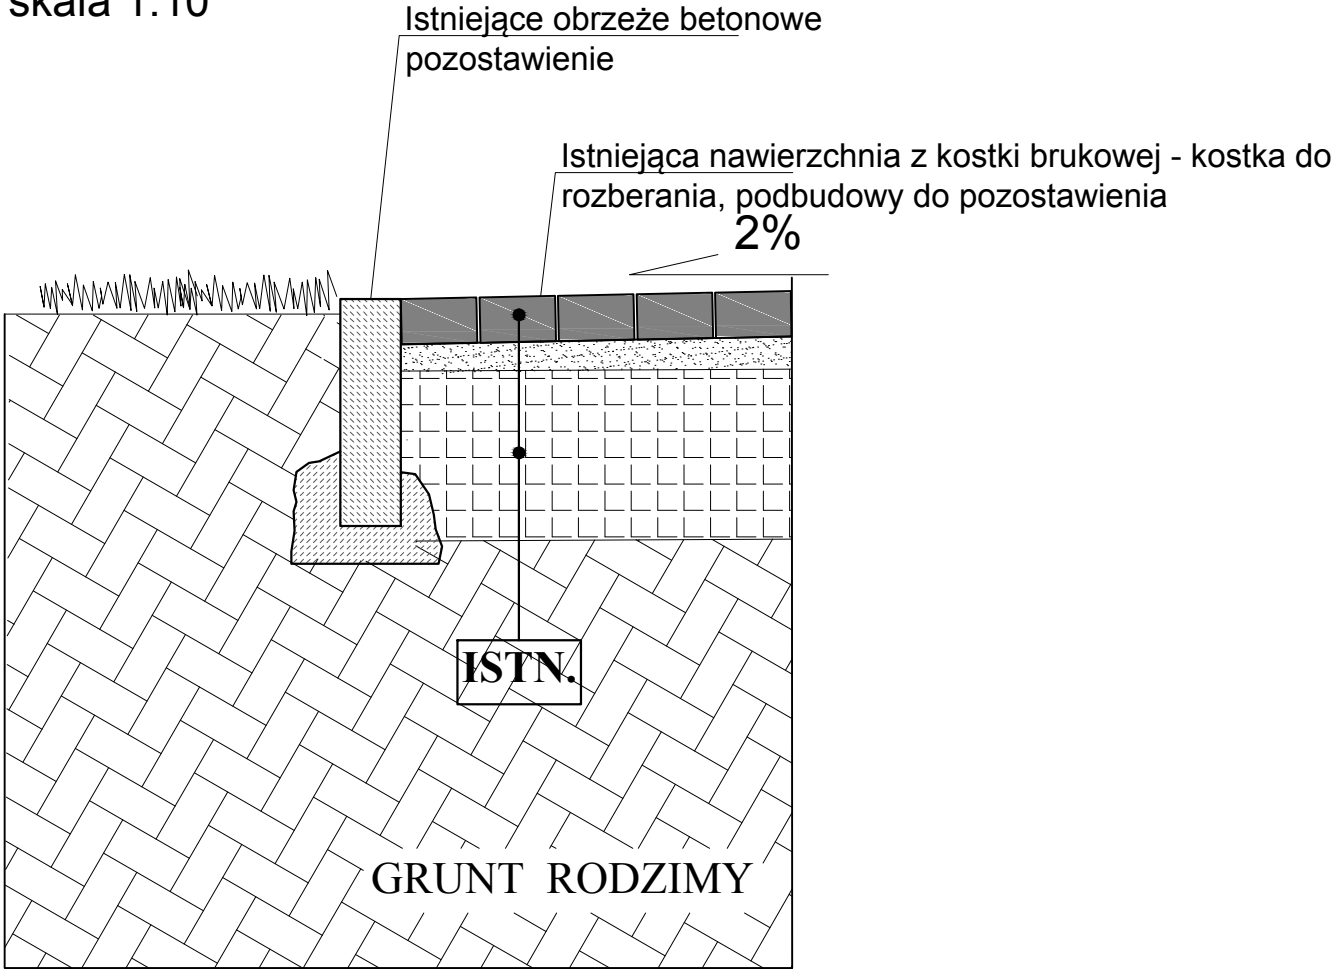 skala 1:10
Istniejące obrzeże betonowe
pozostawienie
Istniejąca nawierzchnia z kostki brukowej - kostka do
rozberania, podbudowy do pozostawienia
2%
ISTN.
GRUNT RODZIMY